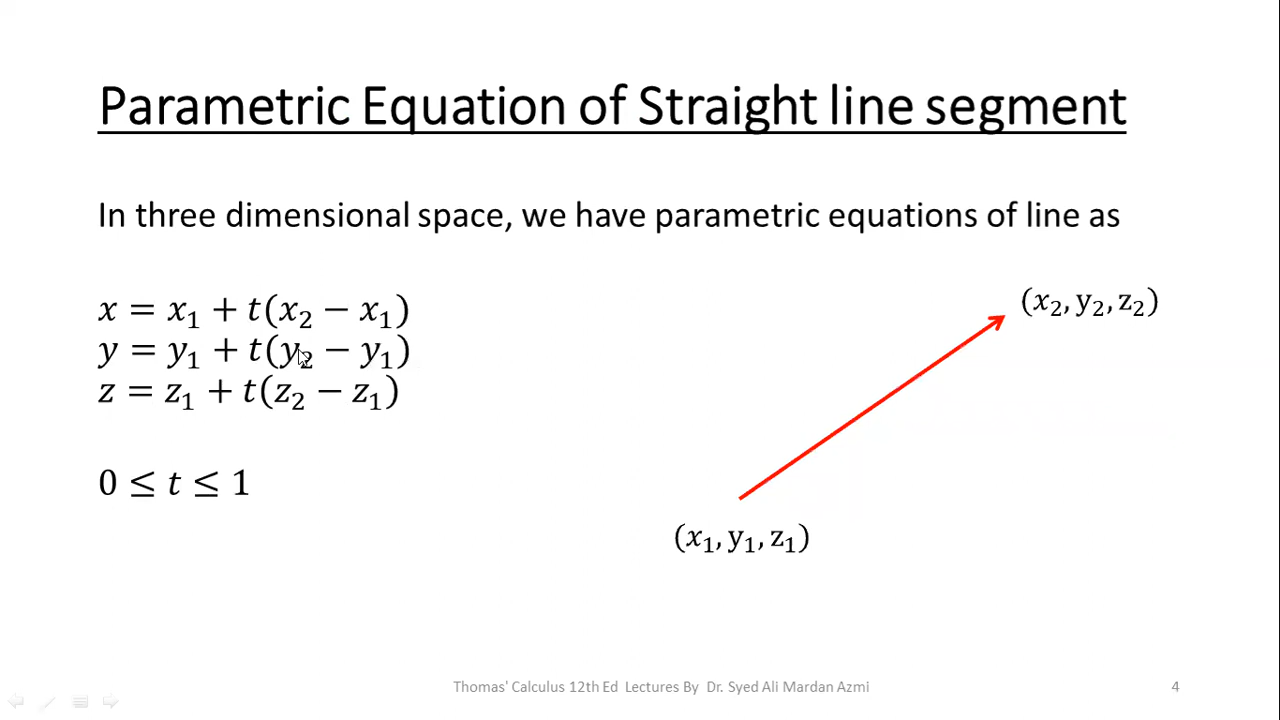 Parametric Equation of Straight line segment
In three dimensional space, we have parametric equations of line as
x = x₁ + t(x₂ − x₁)
y = y₁ + t(y₂ − y₁)
z = z₁ + t(z₂ − z₁)
0 ≤ t ≤ 1
(x₂, y₂, z₂)
(x₁, y₁, z₁)
Thomas' Calculus 12th Ed Lectures By Dr. Syed Ali Mardan Azmi
4